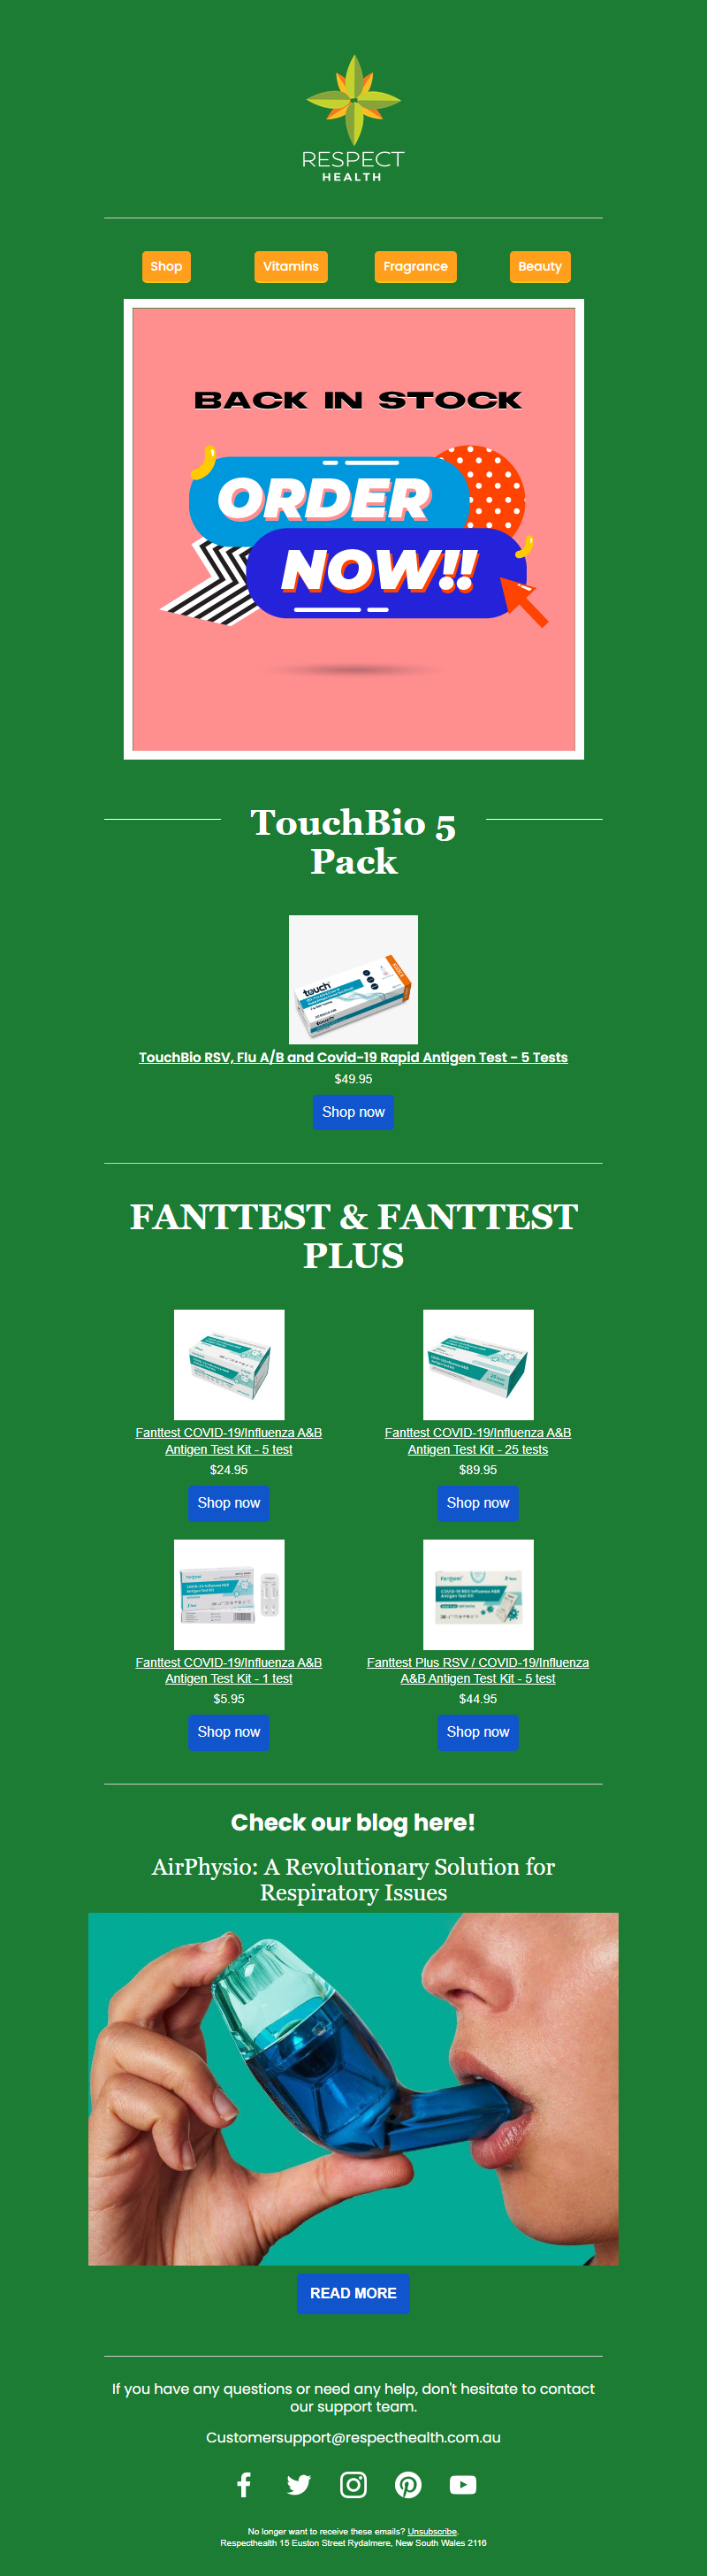 RESPECT
HEALTH
Shop
Vitamins
Fragrance
Beauty
BACK IN STOCK
ORDER
NOW!!
TouchBio 5
Pack
touch
TouchBio RSV, Flu A/B and Covid-19 Rapid Antigen Test - 5 Tests
$49.95
Shop now
FANTTEST & FANTTEST
PLUS
Fanttest COVID-19/Influenza A&B
Antigen Test Kit - 5 test
$24.95
Shop now
Fanttest COVID-19/Influenza A&B
Antigen Test Kit - 25 tests
$89.95
Shop now
Fanttest COVID-19/Influenza A&B
Antigen Test Kit - 1 test
$5.95
Shop now
Fanttest Plus RSV / COVID-19/Influenza
A&B Antigen Test Kit - 5 test
$44.95
Shop now
Check our blog here!
AirPhysio: A Revolutionary Solution for
Respiratory Issues
READ MORE
If you have any questions or need any help, don't hesitate to contact
our support team.
Customersupport@respecthealth.com.au
No longer want to receive these emails? Unsubscribe.
Respecthealth 15 Euston Street Rydalmere, New South Wales 2116